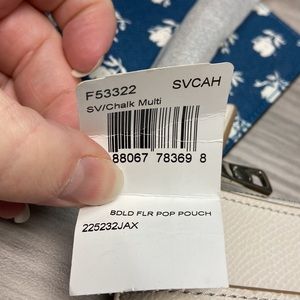 F53322 SVCAH
SV/Chalk Multi
88067 78369 8
BDLD FLR POP POUCH
225232JAX